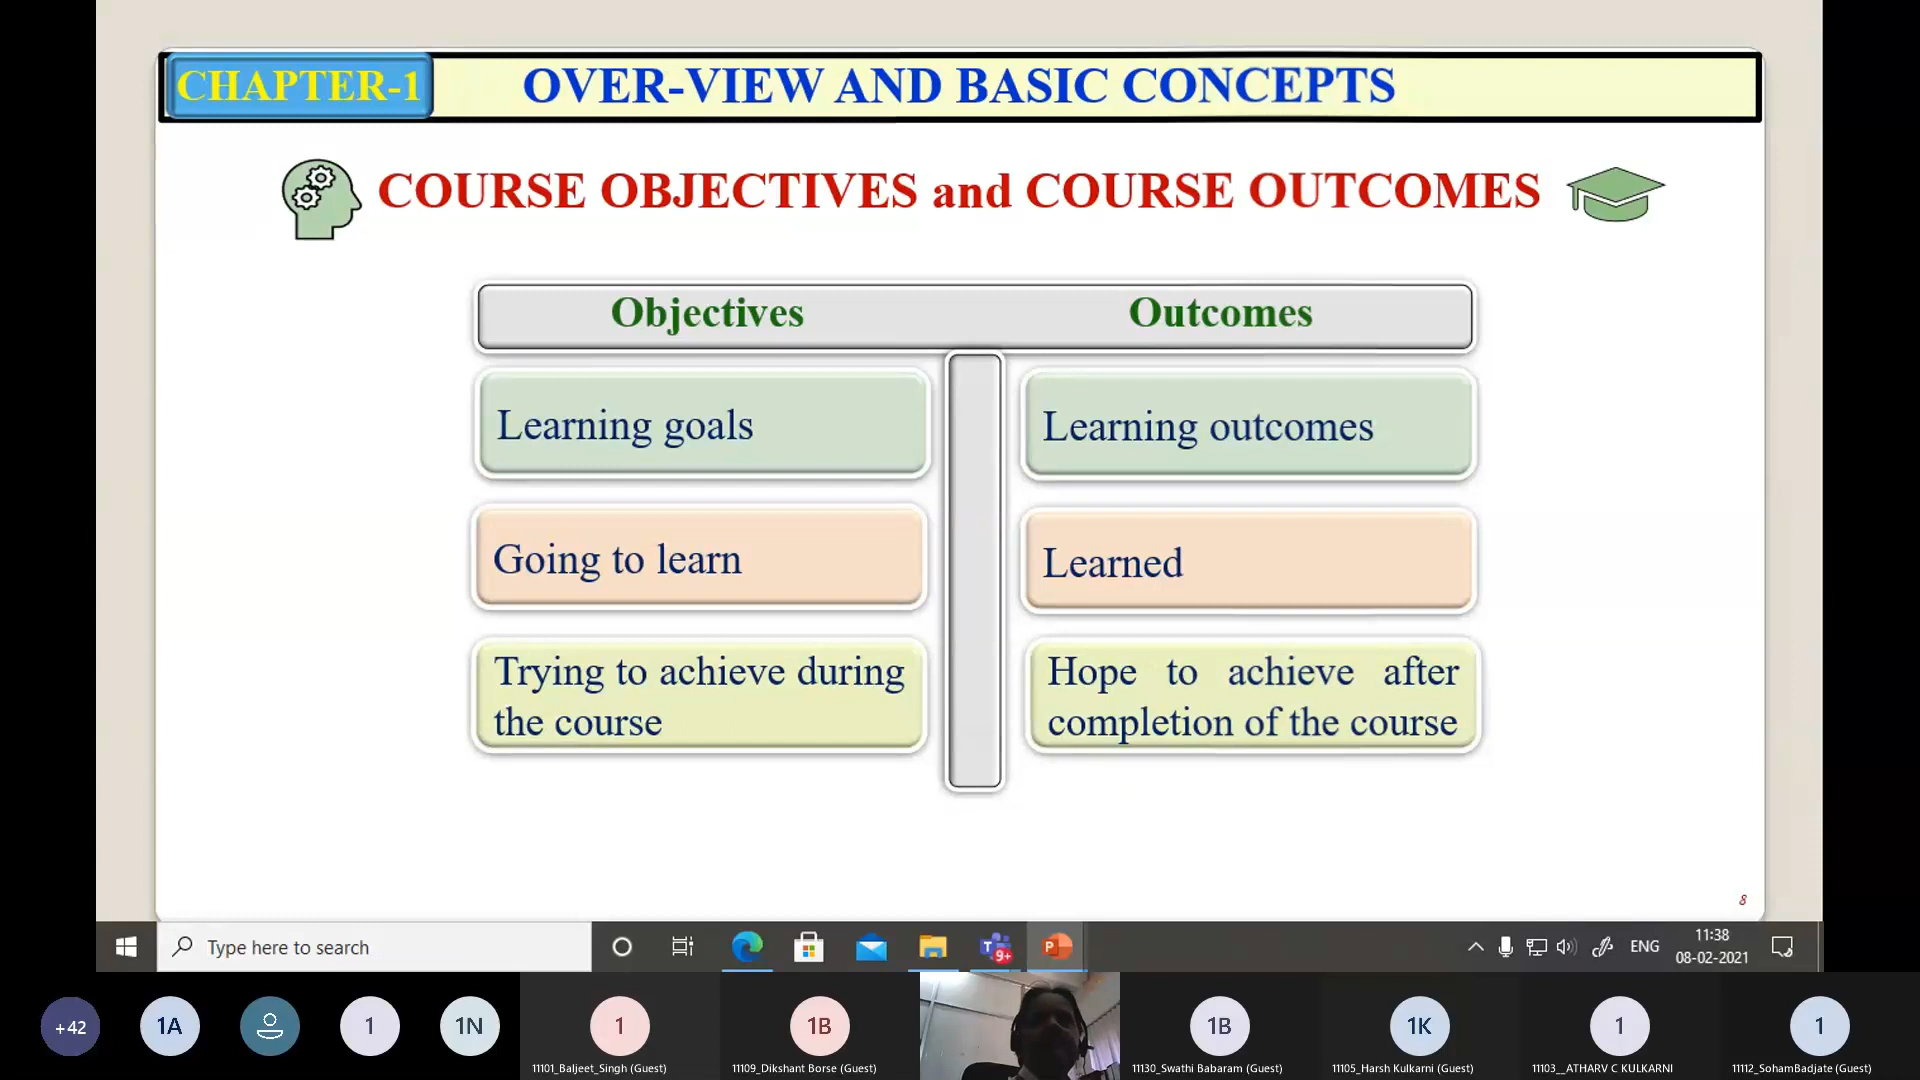 CHAPTER-1
OVER-VIEW AND BASIC CONCEPTS
COURSE OBJECTIVES and COURSE OUTCOMES
Objectives
Outcomes
Learning goals
Learning outcomes
Going to learn
Learned
Trying to achieve during
the course
Hope to achieve after
completion of the course
8
Type here to search
9+
ENG
11:38
08-02-2021
+42
1A
1
1N
1
11101_Baljeet_Singh (Guest)
1B
11109_Dikshant Borse (Guest)
1B
11130_Swathi Babaram (Guest)
1K
11105_Harsh Kulkarni (Guest)
1
11103__ATHARV C KULKARNI
1
11112_SohamBadjate (Guest)